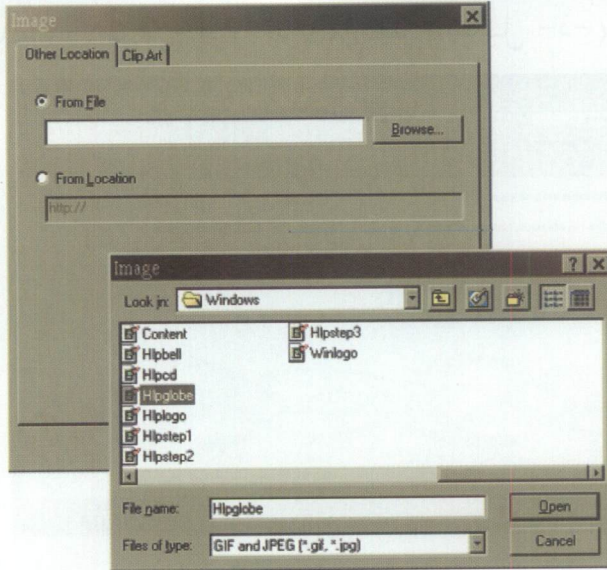 Image
Other Location Clip Art
From File
Browse...
From Location
http://
Image
Look in: Windows
Content
Hlpbell
Hlpcd
Hlpglobe
Hlplogo
Hlpstep1
Hlpstep2
Hlpstep3
Winlogo
File name: Hlpglobe Open
Files of type: GIF and JPEG (*.gif, *.jpg) Cancel